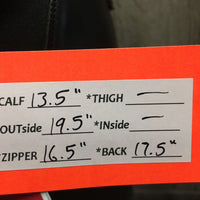 CALF 13.5" *THIGH —
OUTside 19.5" *INside —
*ZIPPER 16.5" *BACK 17.5"